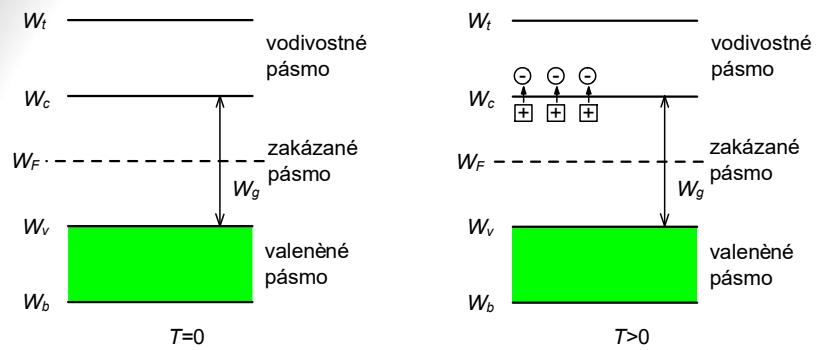 Wt
vodivostné
pásmo
Wc
WF
zakázané
pásmo
Wg
Wv
valenèné
pásmo
Wb
T=0
Wt
vodivostné
pásmo
- - -
Wc
+ + +
WF
zakázané
pásmo
Wg
Wv
valenèné
pásmo
Wb
T>0